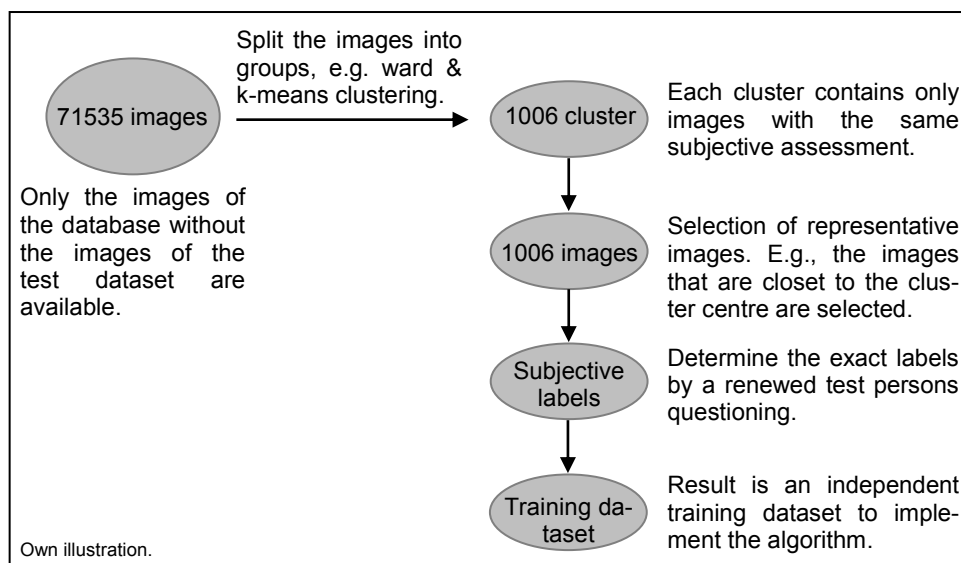 Split the images into
groups, e.g. ward &
k-means clustering.
71535 images
Only the images of
the database without
the images of the
test dataset are
available.
1006 cluster
Each cluster contains only
images with the same
subjective assessment.
1006 images
Selection of representative
images. E.g., the images
that are closet to the clus-
ter centre are selected.
Subjective
labels
Determine the exact labels
by a renewed test persons
questioning.
Training da-
taset
Result is an independent
training dataset to imple-
ment the algorithm.
Own illustration.